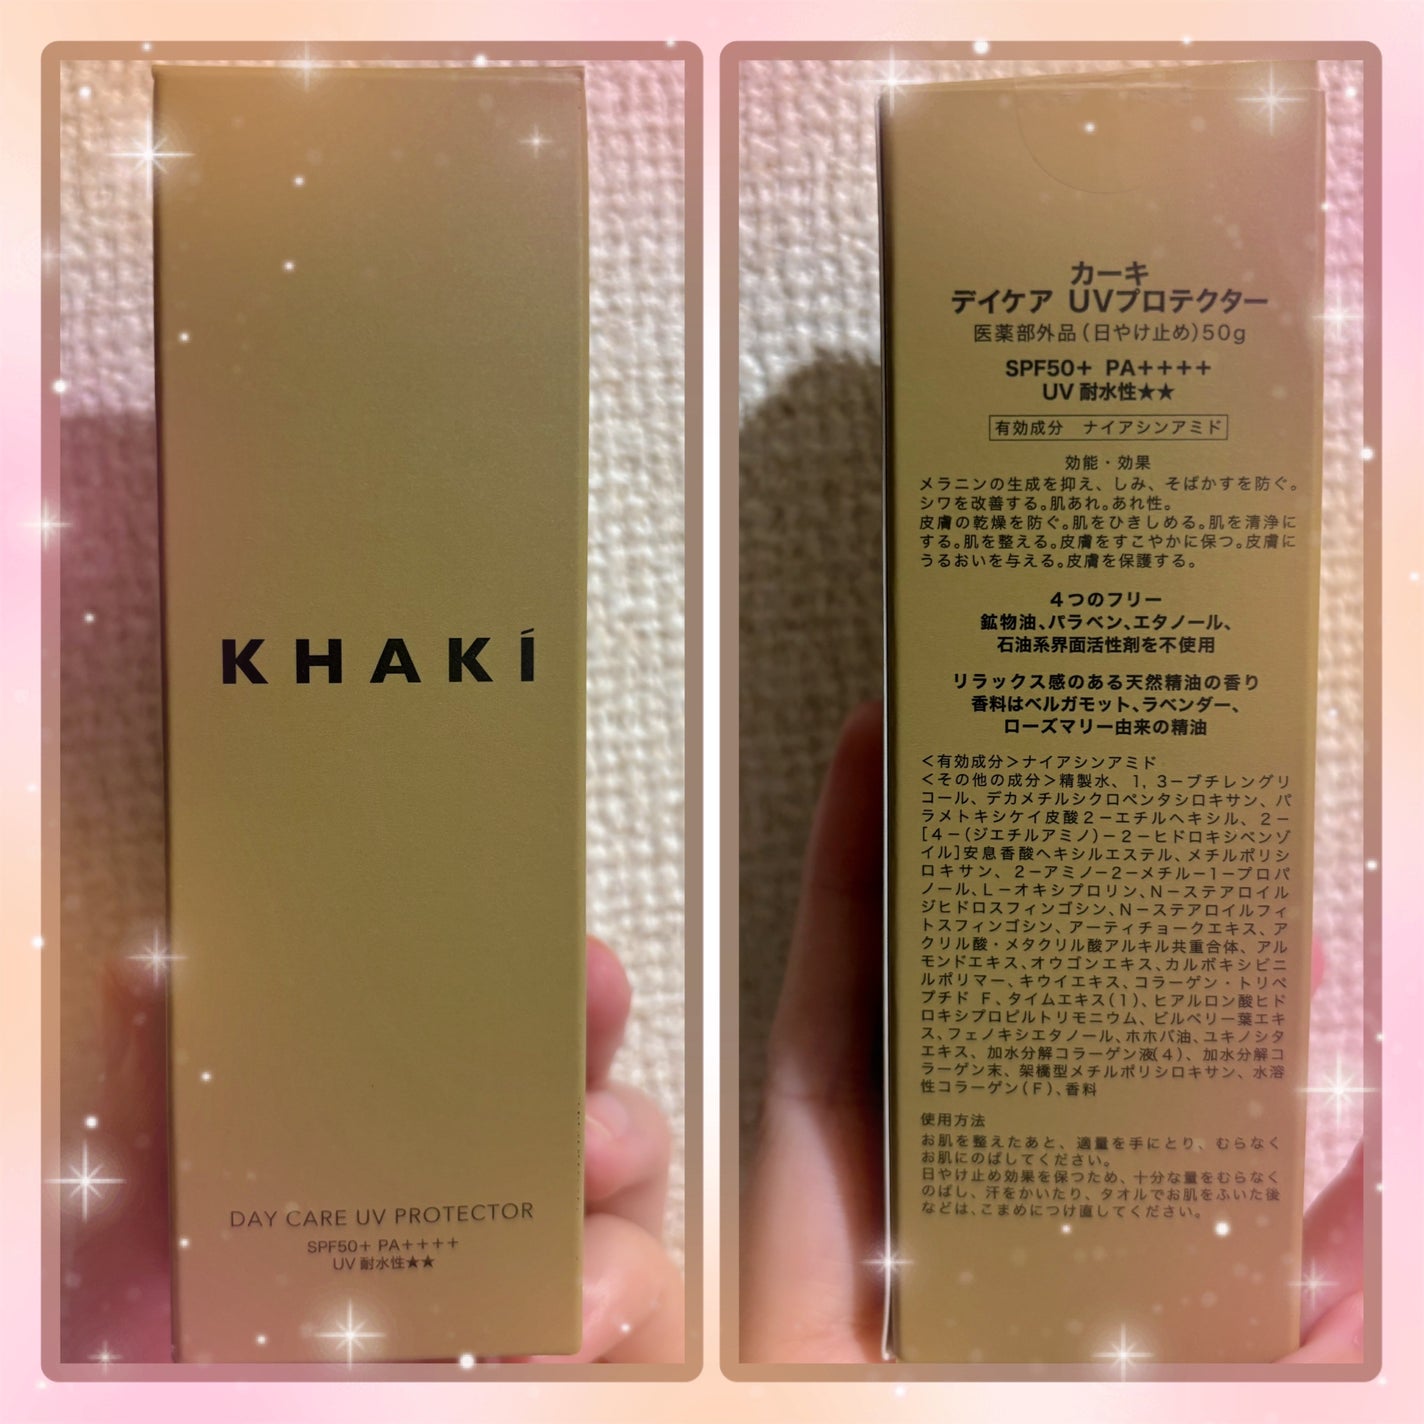 KHAKÍ
DAY CARE UV PROTECTOR
SPF50+ PA++++
UV 耐水性★★
カーキ
デイケア UVプロテクター
医薬部外品(日やけ止め)50g
SPF50+ PA++++
UV 耐水性★★
有効成分 ナイアシンアミド
効能・効果
メラニンの生成を抑え、しみ、そばかすを防ぐ。
シワを改善する。肌あれ。あれ性。
皮膚の乾燥を防ぐ。肌をひきしめる。肌を清浄に
する。肌を整える。皮膚をすこやかに保つ。皮膚に
うるおいを与える。皮膚を保護する。
4つのフリー
鉱物油、パラベン、エタノール、
石油系界面活性剤を不使用
リラックス感のある天然精油の香り
香料はベルガモット、ラベンダー、
ローズマリー由来の精油
<有効成分>ナイアシンアミド
<その他の成分>精製水、1, 3-ブチレングリ
コール、デカメチルシクロペンタシロキサン、パ
ラメトキシケイ皮酸2-エチルヘキシル、2-
[4-(ジエチルアミノ)-2-ヒドロキシベンゾ
イル]安息香酸ヘキシルエステル、メチルポリシ
ロキサン、2-アミノ-2-メチル-1-プロパ
ノール、L-オキシプロリン、N-ステアロイル
ジヒドロスフィンゴシン、N-ステアロイルフィ
トスフィンゴシン、アーティチョークエキス、ア
クリル酸・メタクリル酸アルキル共重合体、アル
モンドエキス、オウゴンエキス、カルボキシビニ
ルポリマー、キウイエキス、コラーゲン・トリペ
プチド F、タイムエキス(1)、ヒアルロン酸ヒド
ロキシプロピルトリモニウム、ビルベリー葉エキ
ス、フェノキシエタノール、ホホバ油、ユキノシタ
エキス、加水分解コラーゲン液(4)、加水分解コ
ラーゲン末、架橋型メチルポリシロキサン、水溶
性コラーゲン(F)、香料
使用方法
お肌を整えたあと、適量を手にとり、むらなく
お肌にのばしてください。
日やけ止め効果を保つため、十分な量をむらなく
のばし、汗をかいたり、タオルでお肌をふいた後
などは、こまめにつけ直してください。